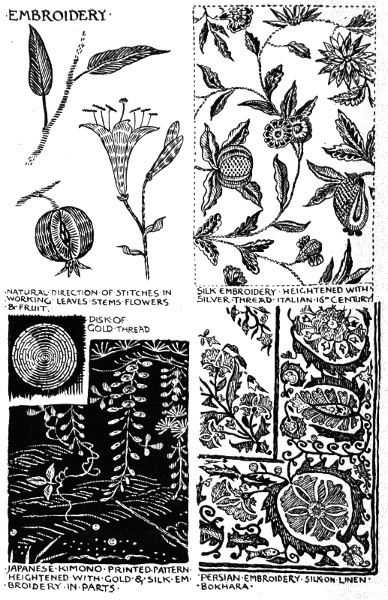 ·EMBROIDERY·
NATURAL·DIRECTION·OF·STITCHES IN
WORKING LEAVES·STEMS·FLOWERS
·&·FRUIT.
SILK EMBROIDERY·HEIGHTENED WITH
SILVER·THREAD·ITALIAN·16TH CENTURY
DISK·OF·
GOLD·THREAD
JAPANESE·KIMONO·PRINTED·PATTERN·
HEIGHTENED·WITH·GOLD·&·SILK·EM-
BROIDERY·IN·PARTS·
·PERSIAN·EMBROIDERY·SILK·ON·LINEN·
·BOKHARA·